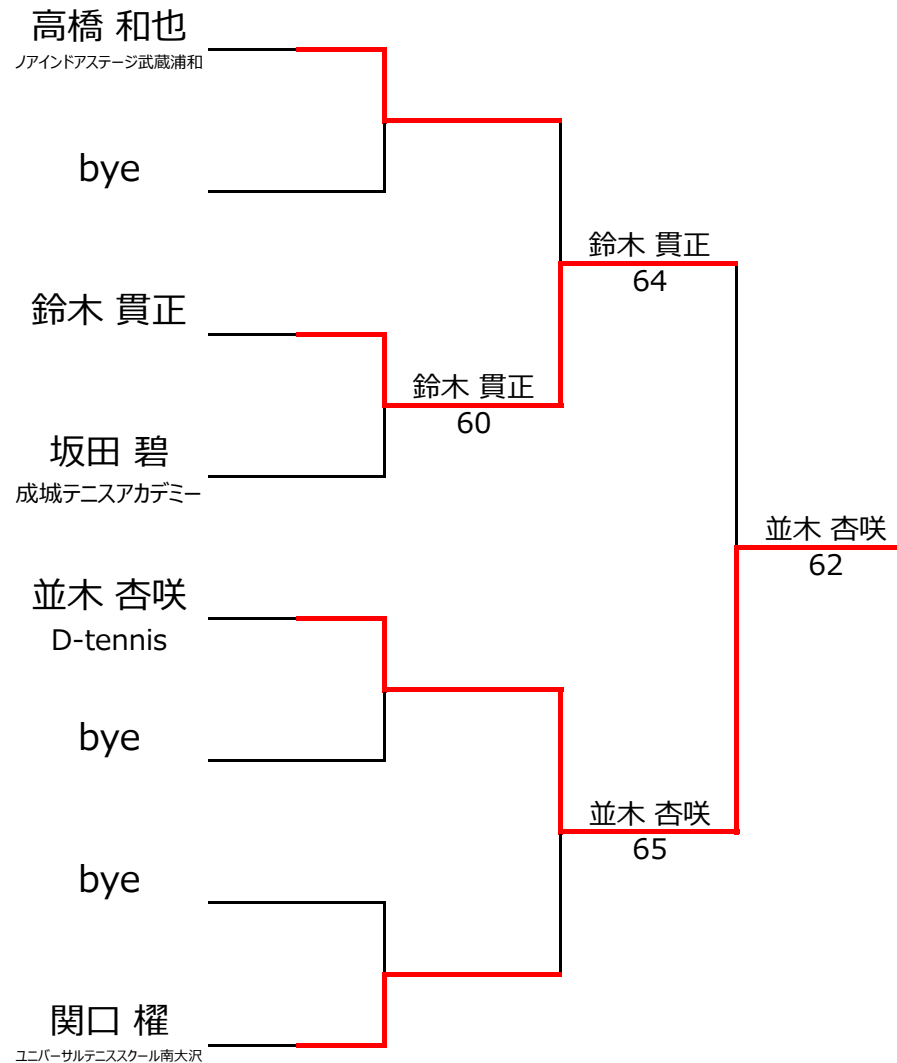 高橋 和也
ノアインドアステージ武蔵浦和
bye
鈴木 貫正
坂田 碧
成城テニスアカデミー
並木 杏咲
D-tennis
bye
bye
関口 櫂
ユニバーサルテニススクール南大沢
鈴木 貫正
60
鈴木 貫正
64
並木 杏咲
65
並木 杏咲
62